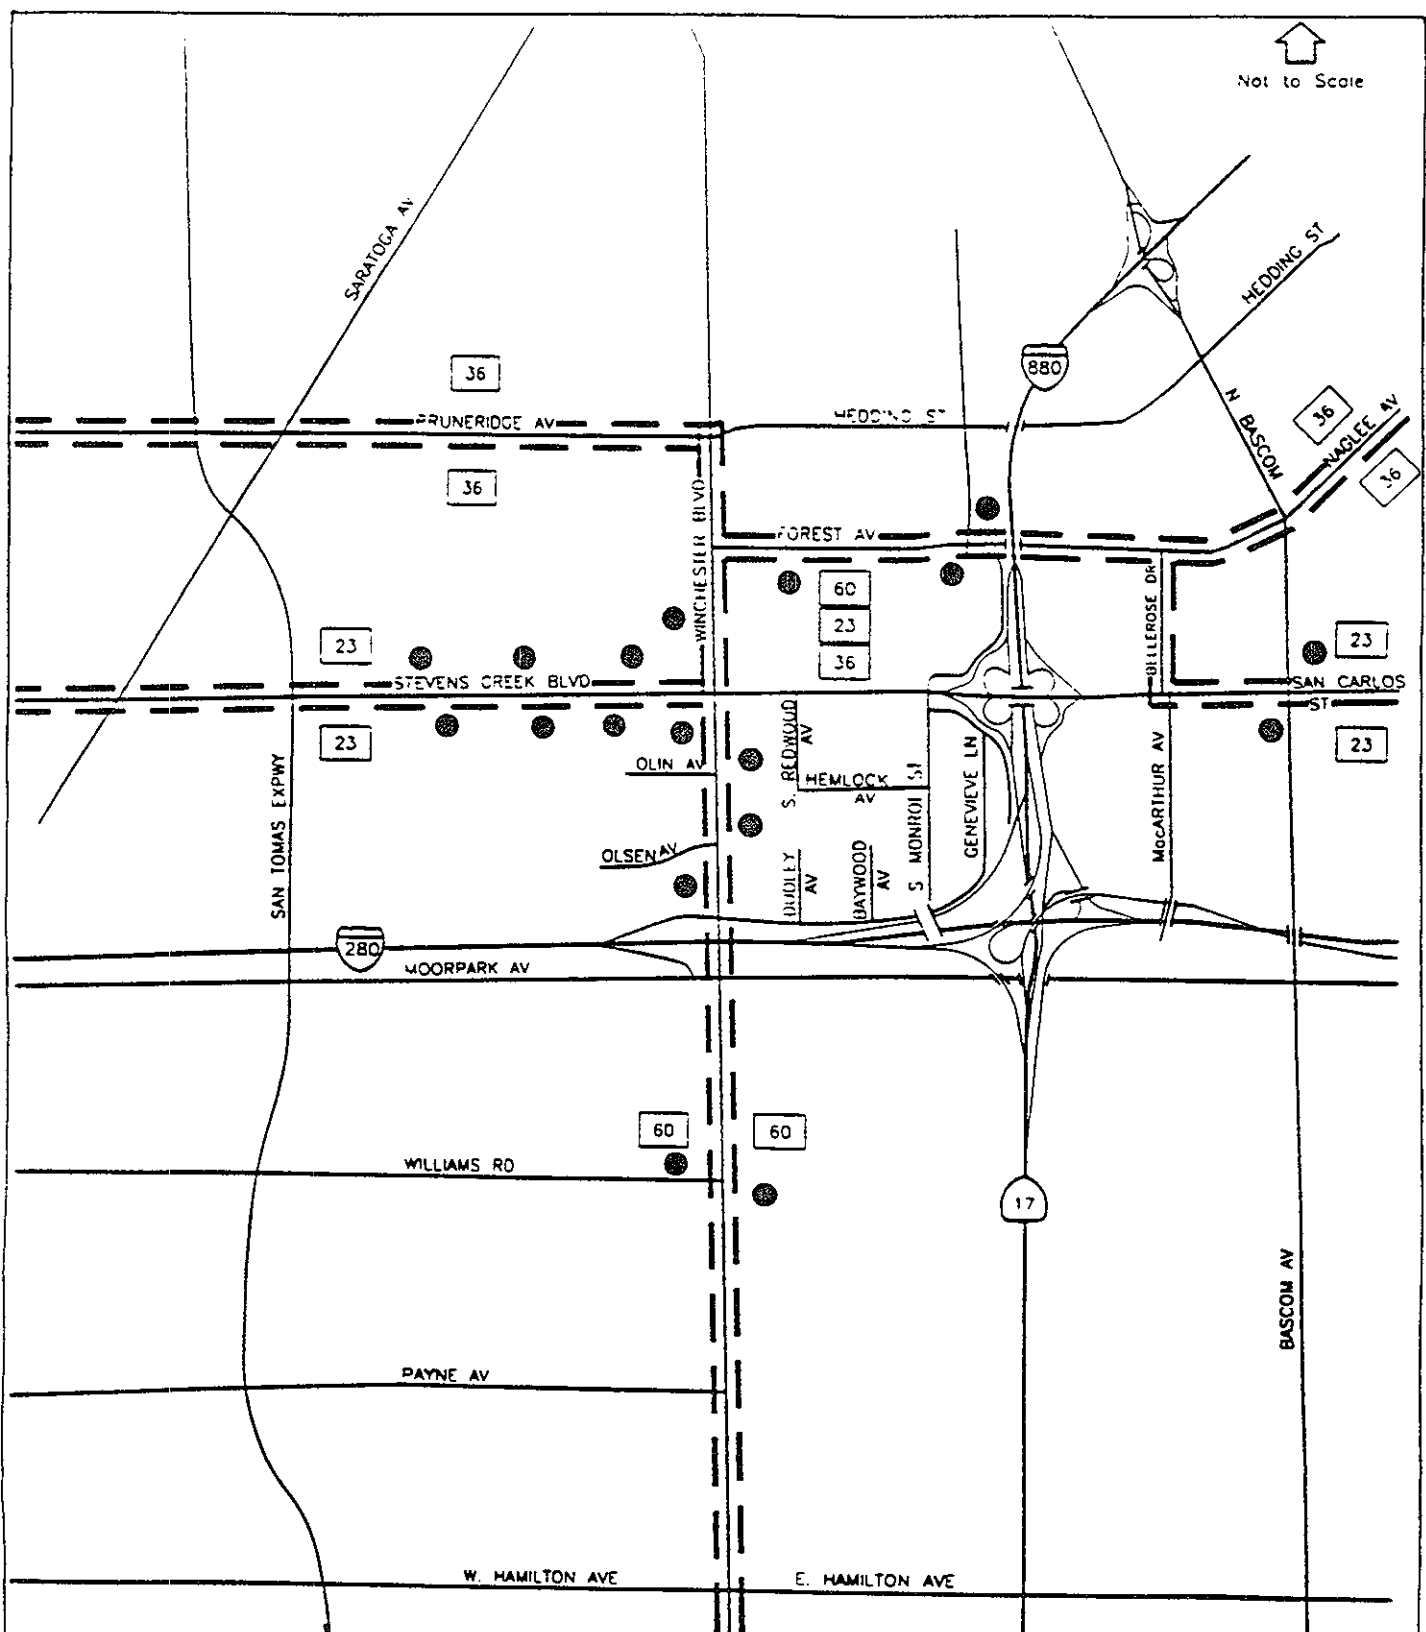 Not to Scale
SARATOGA AV
HEDDING ST
36
880
PRUNERIDGE AV
HEDDING ST
N BASCOM
36
NAGLEE AV
36
36
WINCHESTER BLVD
FOREST AV
60
23
36
BELLEROSE DR
23
23
STEVENS CREEK BLVD
SAN CARLOS
ST
23
23
S. REDWOOD
AV
OLIN AV
HEMLOCK
AV
S MONROE ST
GENEVIEVE LN
MacARTHUR AV
SAN TOMAS EXPWY
OLSEN AV
DUDLEY
AV
BAYWOOD
AV
280
MOORPARK AV
60
60
WILLIAMS RD
17
BASCOM AV
PAYNE AV
W. HAMILTON AVE
E. HAMILTON AVE